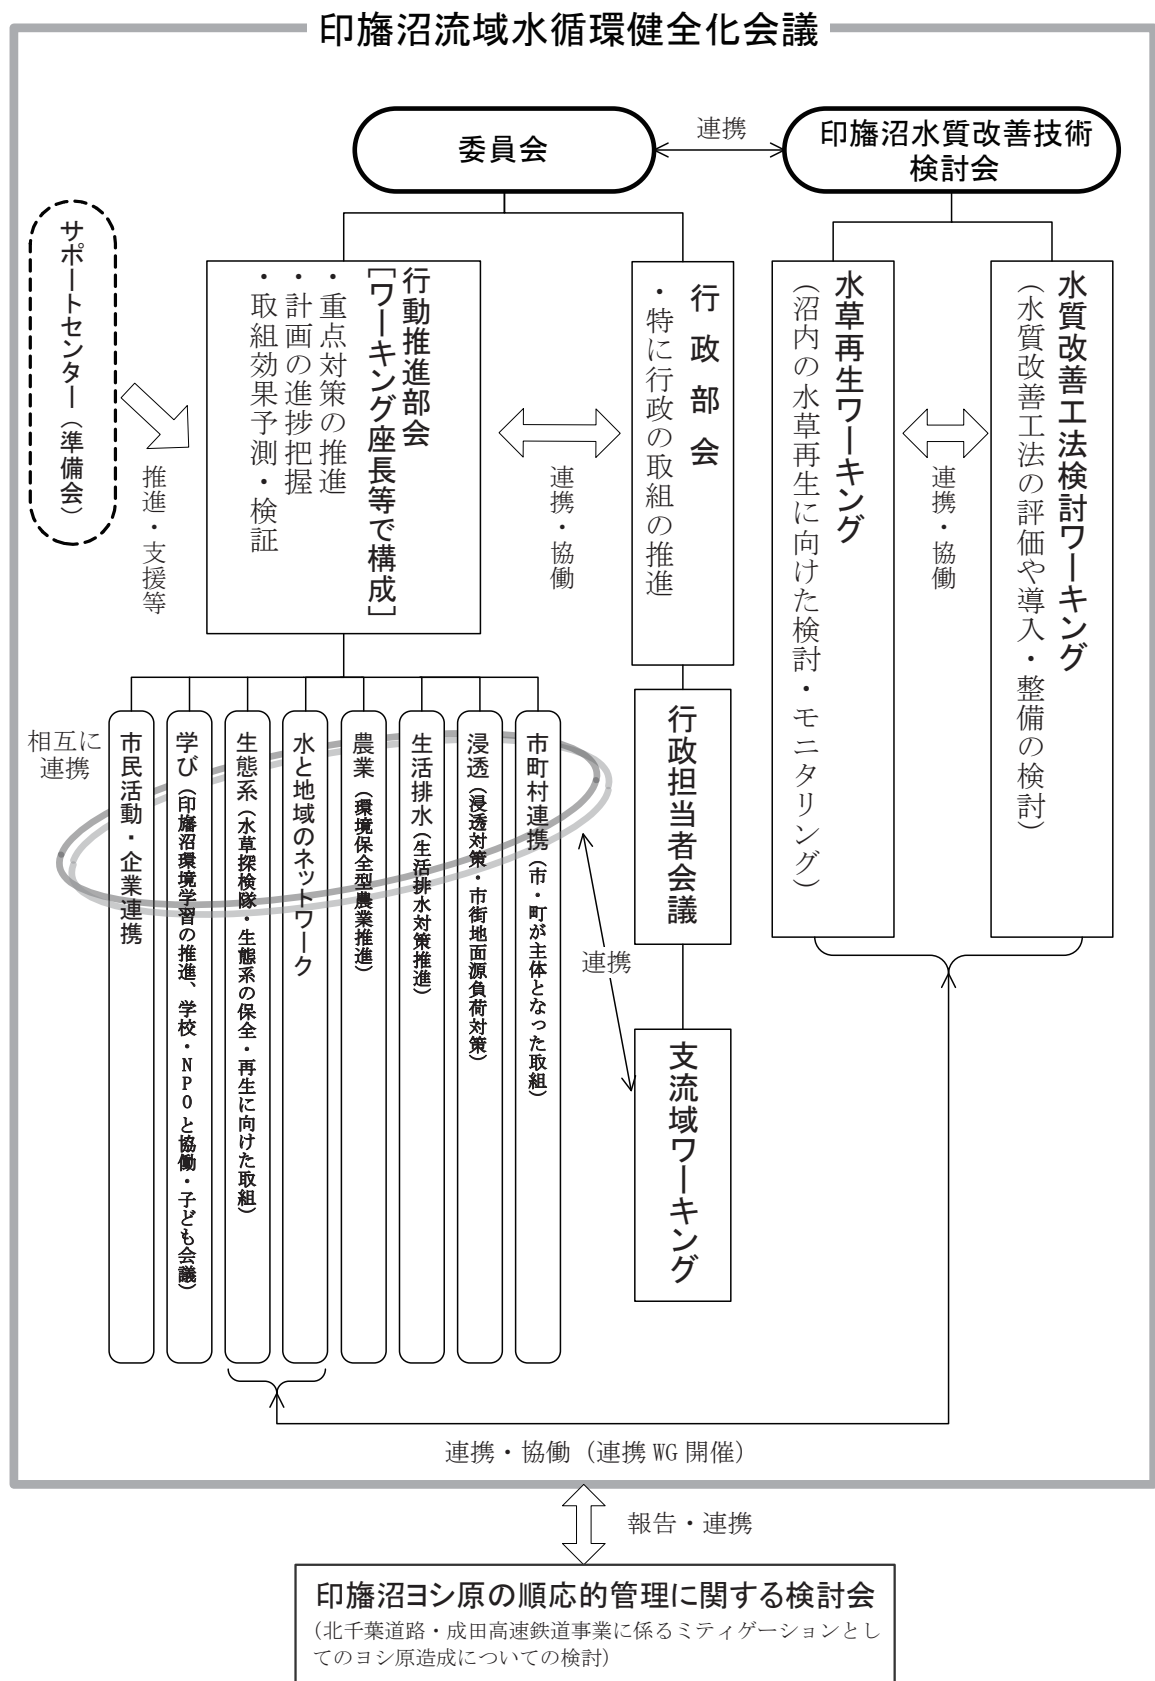 印旛沼流域水循環健全化会議
委員会
連携
印旛沼水質改善技術
検討会
サポートセンター（準備会）
推進・支援等
行動推進部会
［ワーキング座長等で構成］
・重点対策の推進
・計画の進捗把握
・取組効果予測・検証
連携・協働
行政部会
・特に行政の取組の推進
水草再生ワーキング
（沼内の水草再生に向けた検討・モニタリング）
連携・協働
水質改善工法検討ワーキング
（水質改善工法の評価や導入・整備の検討）
相互に
連携
市民活動・企業連携
学び（印旛沼環境学習の推進、学校・NPOと協働・子ども会議）
生態系（水草探検隊・生態系の保全・再生に向けた取組）
水と地域のネットワーク
農業（環境保全型農業推進）
生活排水（生活排水対策推進）
浸透（浸透対策・市街地面源負荷対策）
市町村連携（市・町が主体となった取組）
連携
行政担当者会議
支流域ワーキング
連携・協働（連携 WG 開催）
報告・連携
印旛沼ヨシ原の順応的管理に関する検討会
（北千葉道路・成田高速鉄道事業に係るミティゲーションとし
てのヨシ原造成についての検討）